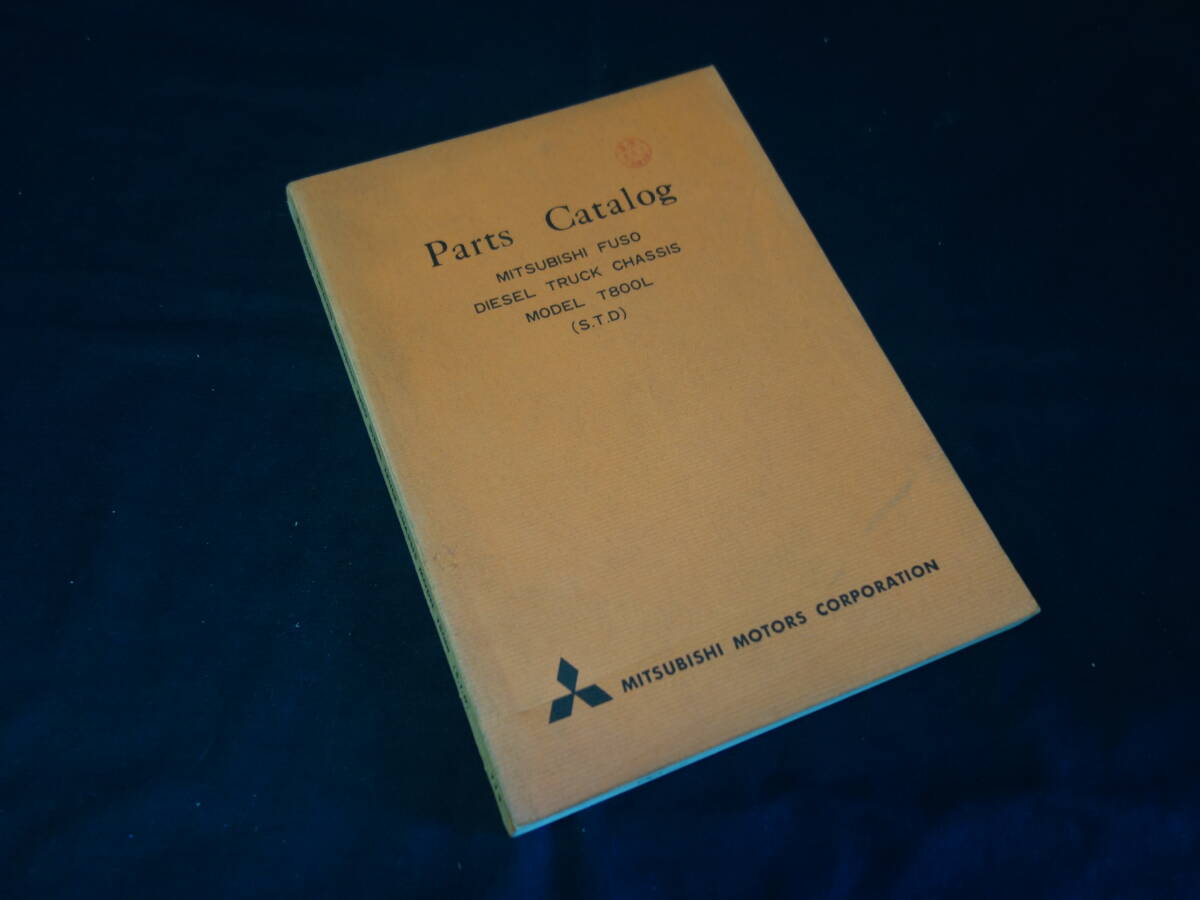 Parts Catalog
MITSUBISHI FUSO
DIESEL TRUCK CHASSIS
MODEL T800L
(S.T.D)
MITSUBISHI MOTORS CORPORATION